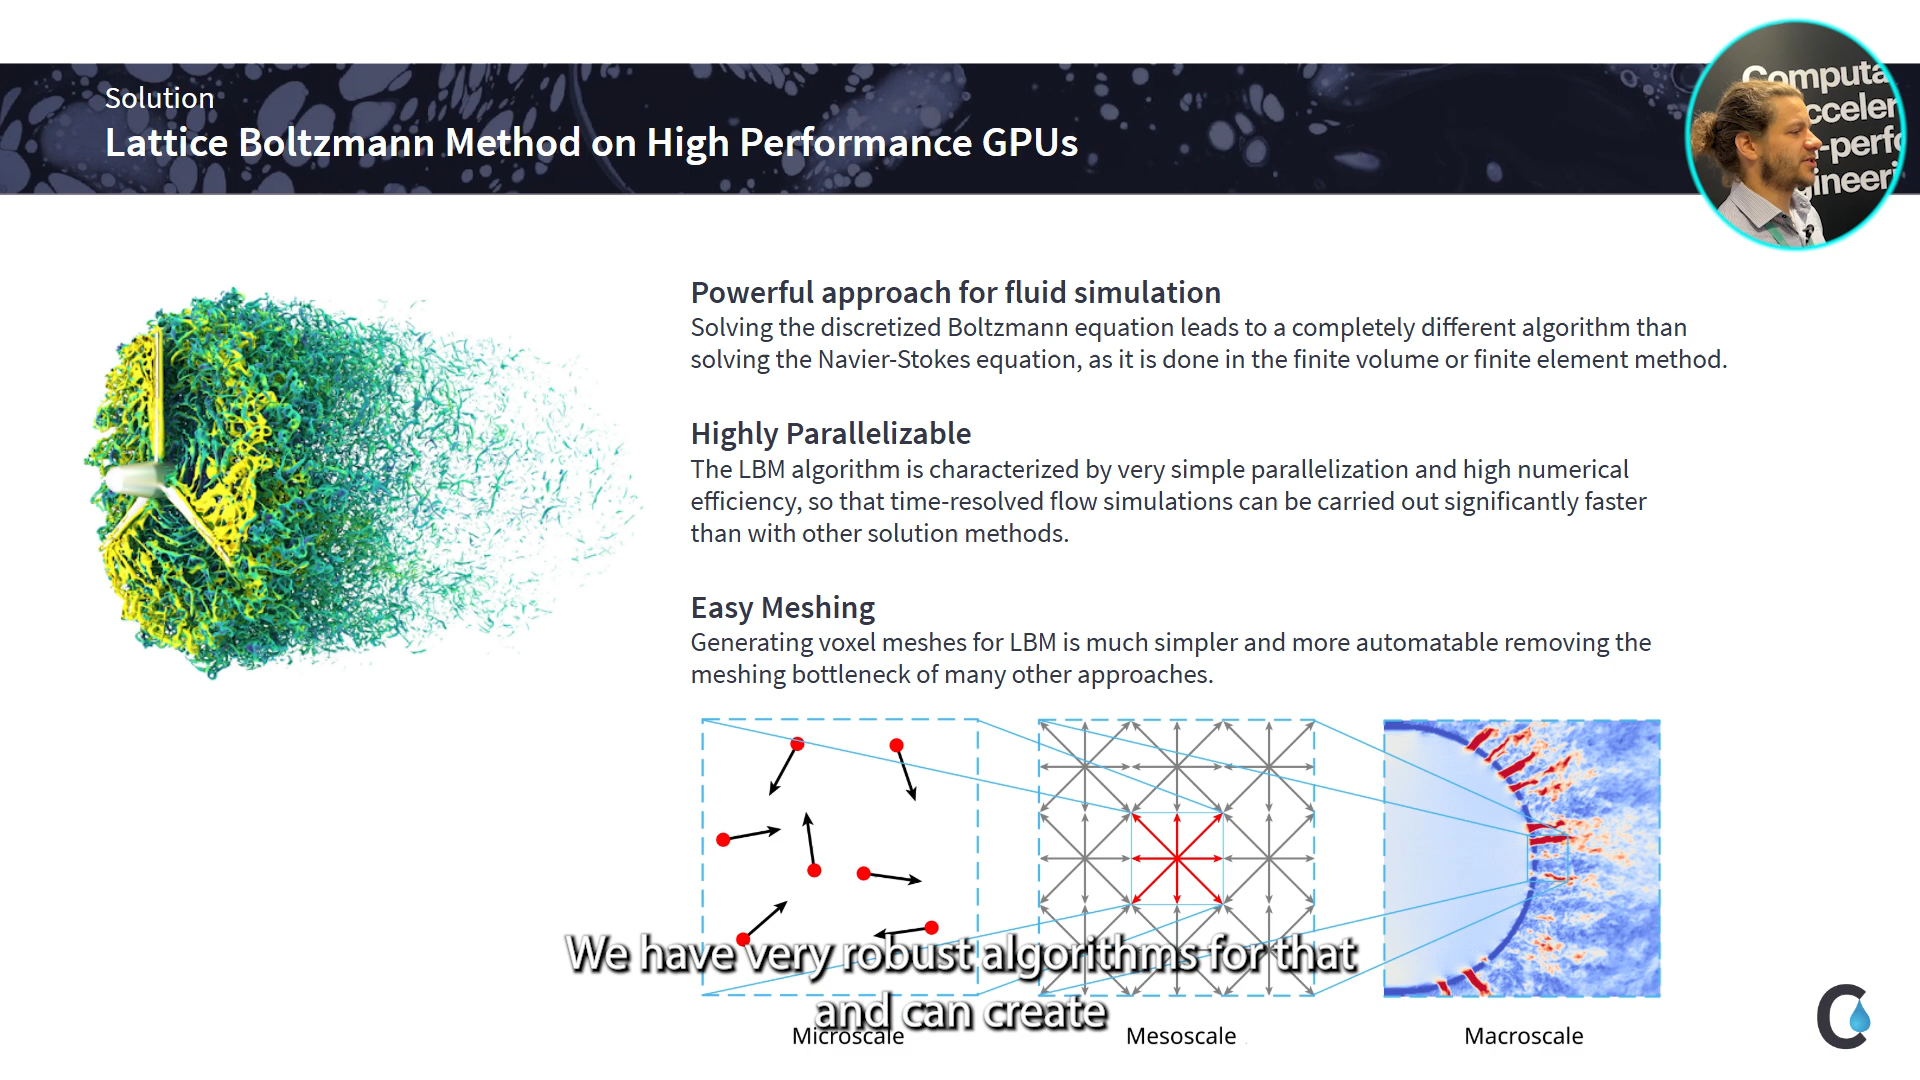 Solution
Lattice Boltzmann Method on High Performance GPUs
Computa
cceler
-perfo
gineeri
Powerful approach for fluid simulation
Solving the discretized Boltzmann equation leads to a completely different algorithm than
solving the Navier-Stokes equation, as it is done in the finite volume or finite element method.
Highly Parallelizable
The LBM algorithm is characterized by very simple parallelization and high numerical
efficiency, so that time-resolved flow simulations can be carried out significantly faster
than with other solution methods.
Easy Meshing
Generating voxel meshes for LBM is much simpler and more automatable removing the
meshing bottleneck of many other approaches.
We have very robust algorithms for that
and can create
Microscale
Mesoscale
Macroscale